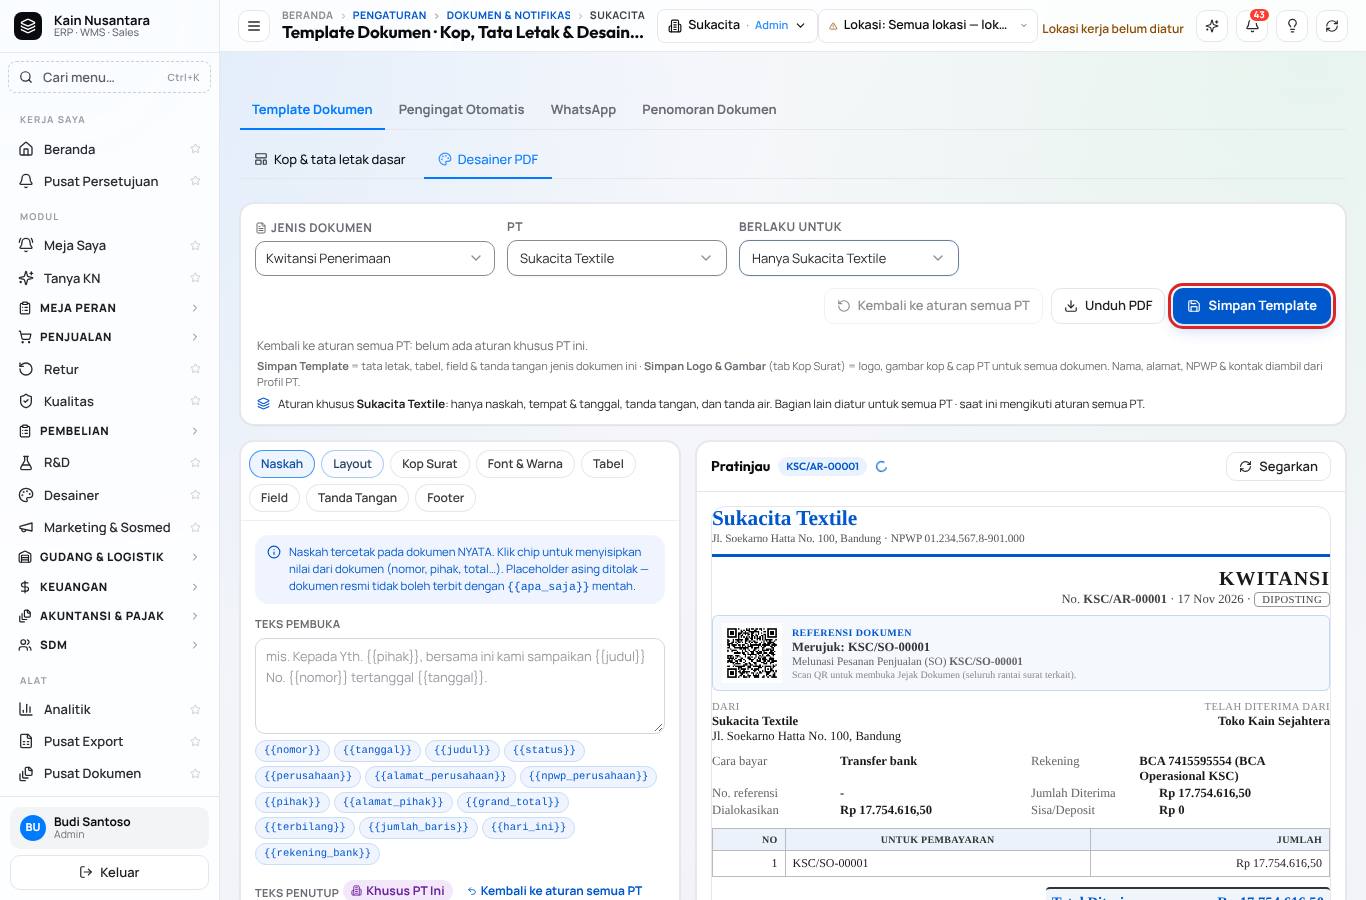 Kain Nusantara
ERP · WMS · Sales
Cari menu...
Ctrl+K
KERJA SAYA
Beranda
Pusat Persetujuan
MODUL
Meja Saya
Tanya KN
MEJA PERAN
PENJUALAN
Retur
Kualitas
PEMBELIAN
R&D
Desainer
Marketing & Sosmed
GUDANG & LOGISTIK
KEUANGAN
AKUNTANSI & PAJAK
SDM
ALAT
Analitik
Pusat Export
Pusat Dokumen
BU
Budi Santoso
Admin
Keluar
BERANDA › PENGATURAN › DOKUMEN & NOTIFIKAS › SUKACITA
Template Dokumen · Kop, Tata Letak & Desain...
Sukacita · Admin
Lokasi: Semua lokasi — lok...
Lokasi kerja belum diatur
43
Template Dokumen
Pengingat Otomatis
WhatsApp
Penomoran Dokumen
Kop & tata letak dasar
Desainer PDF
JENIS DOKUMEN
PT
BERLAKU UNTUK
Kwitansi Penerimaan
Sukacita Textile
Hanya Sukacita Textile
Kembali ke aturan semua PT
Unduh PDF
Simpan Template
Kembali ke aturan semua PT: belum ada aturan khusus PT ini.
Simpan Template = tata letak, tabel, field & tanda tangan jenis dokumen ini · Simpan Logo & Gambar (tab Kop Surat) = logo, gambar kop & cap PT untuk semua dokumen. Nama, alamat, NPWP & kontak diambil dari
Profil PT.
Aturan khusus Sukacita Textile: hanya naskah, tempat & tanggal, tanda tangan, dan tanda air. Bagian lain diatur untuk semua PT · saat ini mengikuti aturan semua PT.
Naskah
Layout
Kop Surat
Font & Warna
Tabel
Field
Tanda Tangan
Footer
Naskah tercetak pada dokumen NYATA. Klik chip untuk menyisipkan
nilai dari dokumen (nomor, pihak, total…). Placeholder asing ditolak —
dokumen resmi tidak boleh terbit dengan {{apa_saja}} mentah.
TEKS PEMBUKA
mis. Kepada Yth. {{pihak}}, bersama ini kami sampaikan {{judul}}
No. {{nomor}} tertanggal {{tanggal}}.
{{nomor}} {{tanggal}} {{judul}} {{status}}
{{perusahaan}} {{alamat_perusahaan}} {{npwp_perusahaan}}
{{pihak}} {{alamat_pihak}} {{grand_total}}
{{terbilang}} {{jumlah_baris}} {{hari_ini}}
{{rekening_bank}}
TEKS PENUTUP
Khusus PT Ini
Kembali ke aturan semua PT
Pratinjau
KSC/AR-00001
Segarkan
Sukacita Textile
Jl. Soekarno Hatta No. 100, Bandung · NPWP 01.234.567.8-901.000
KWITANSI
No. KSC/AR-00001 · 17 Nov 2026 · DIPOSTING
REFERENSI DOKUMEN
Merujuk: KSC/SO-00001
Melunasi Pesanan Penjualan (SO) KSC/SO-00001
Scan QR untuk membuka Jejak Dokumen (seluruh rantai surat terkait).
DARI
TELAH DITERIMA DARI
Sukacita Textile
Toko Kain Sejahtera
Jl. Soekarno Hatta No. 100, Bandung
Cara bayar Transfer bank Rekening BCA 7415595554 (BCA
Operasional KSC)
No. referensi - Jumlah Diterima Rp 17.754.616,50
Dialokasikan Rp 17.754.616,50 Sisa/Deposit Rp 0
NO UNTUK PEMBAYARAN JUMLAH
1 KSC/SO-00001 Rp 17.754.616,50